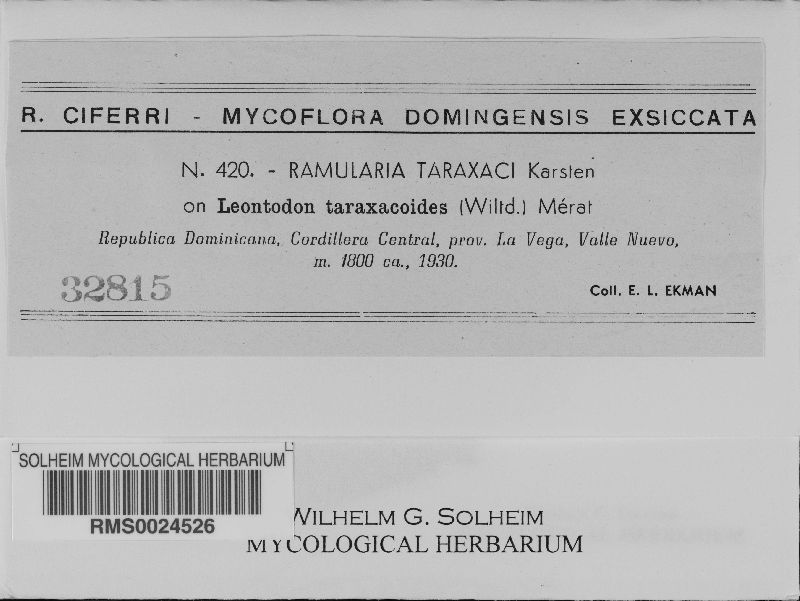 R. CIFERRI - MYCOFLORA DOMINGENSIS EXSICCATA
N. 420. - RAMULARIA TARAXACI Karsten
on Leontodon taraxacoides (Willd.) Mérat
Republica Dominicana, Cordillera Central, prov. La Vega, Valle Nuevo,
m. 1800 ca., 1930.
32815
Coll. E. L. EKMAN
SOLHEIM MYCOLOGICAL HERBARIUM
RMS0024526
WILHELM G. SOLHEIM
MYCOLOGICAL HERBARIUM